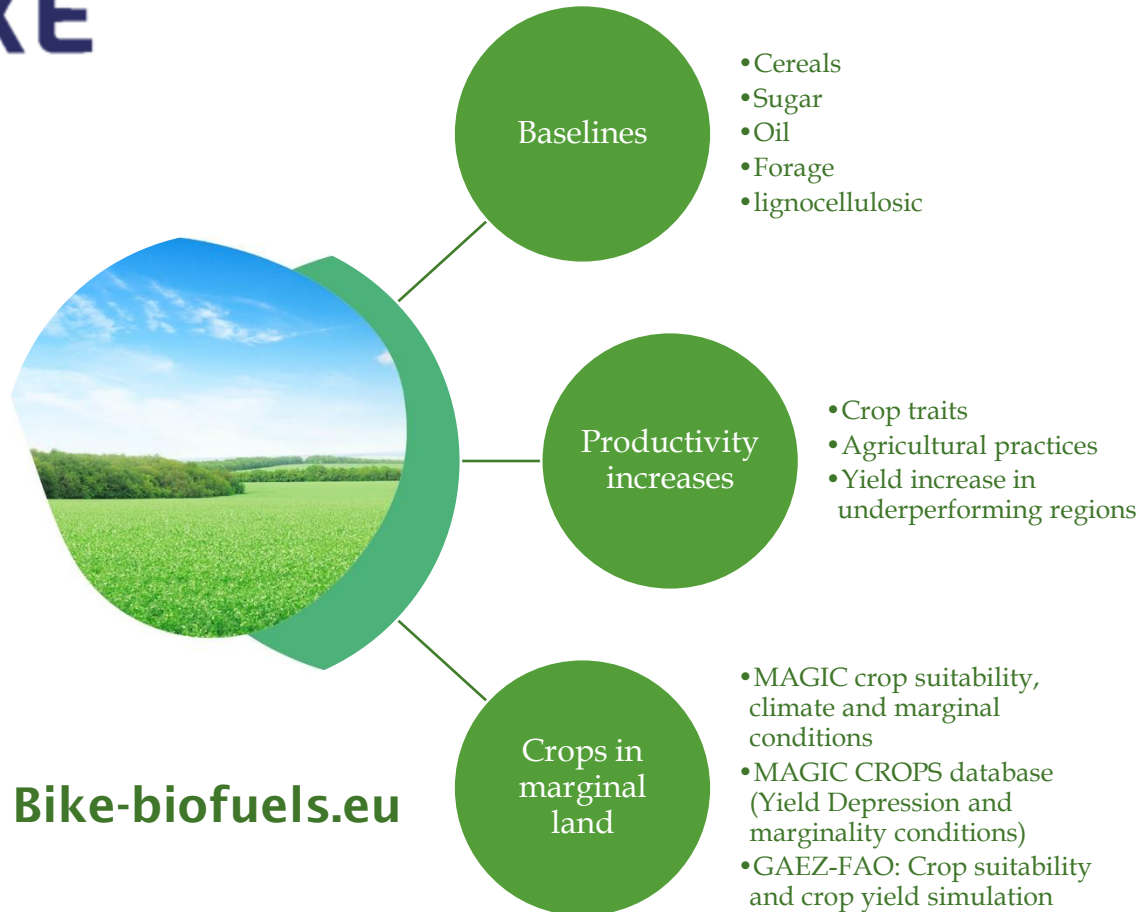 KE
Baselines
•Cereals
•Sugar
•Oil
•Forage
•lignocellulosic
Productivity
increases
•Crop traits
•Agricultural practices
•Yield increase in
underperforming regions
Crops in
marginal
land
•MAGIC crop suitability,
climate and marginal
conditions
•MAGIC CROPS database
(Yield Depression and
marginality conditions)
•GAEZ-FAO: Crop suitability
and crop yield simulation
Bike-biofuels.eu